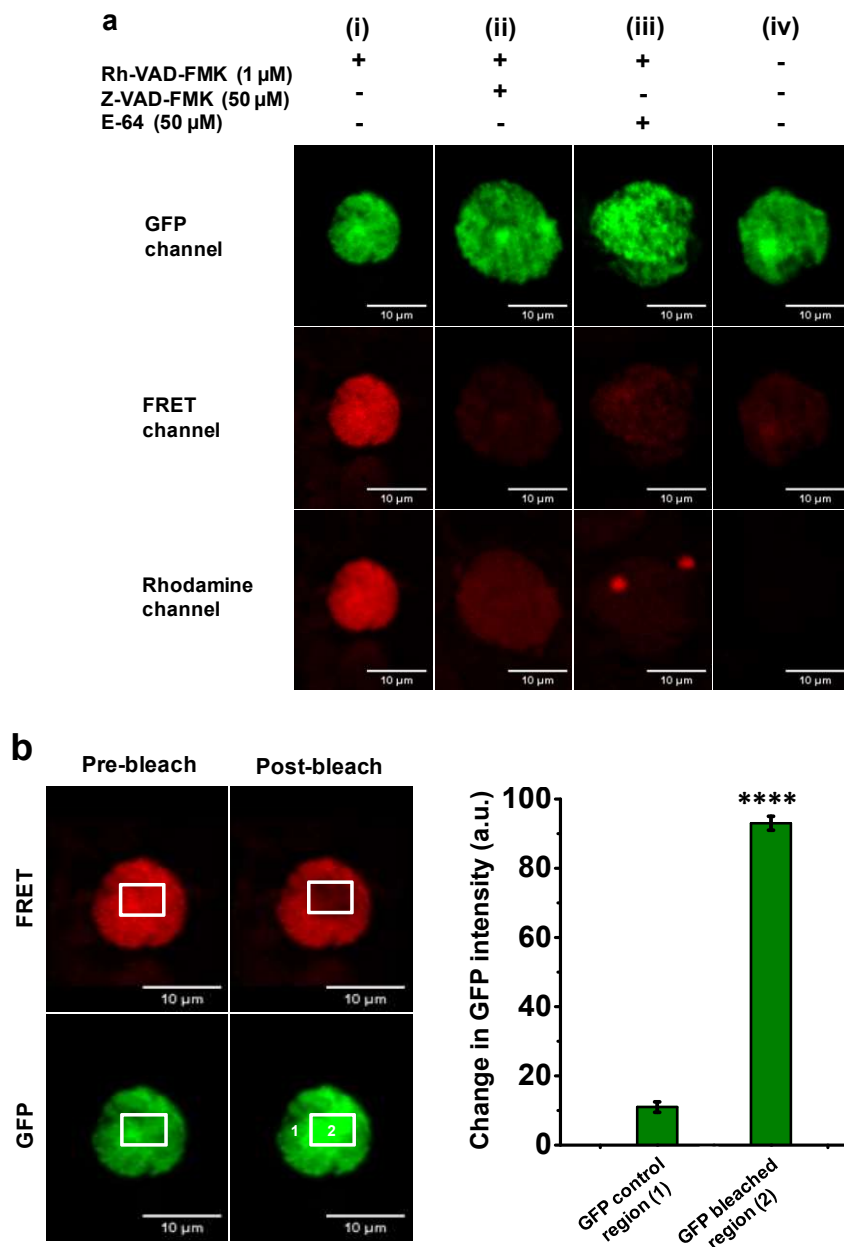 a
(i) (ii) (iii) (iv)
Rh-VAD-FMK (1 µM) + + + -
Z-VAD-FMK (50 µM) - + - -
E-64 (50 µM) - - + -
GFP
channel
10 µm 10 µm 10 µm 10 µm
FRET
channel
10 µm 10 µm 10 µm 10 µm
Rhodamine
channel
10 µm 10 µm 10 µm 10 µm
b
Pre-bleach Post-bleach
FRET
10 µm 10 µm
GFP
1 2
10 µm 10 µm
Change in GFP intensity (a.u.)
100
80
60
40
20
0
****
GFP control
region (1)
GFP bleached
region (2)